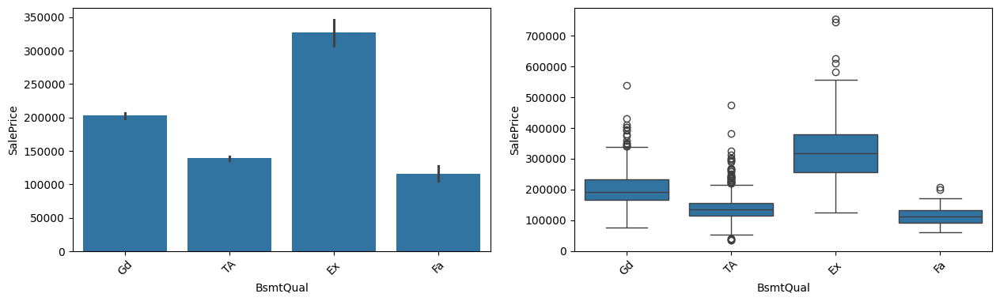 350000
300000
250000
200000
150000
100000
50000
0
SalePrice
Gd
TA
Ex
Fa
BsmtQual
700000
600000
500000
400000
300000
200000
100000
0
SalePrice
Gd
TA
Ex
Fa
BsmtQual